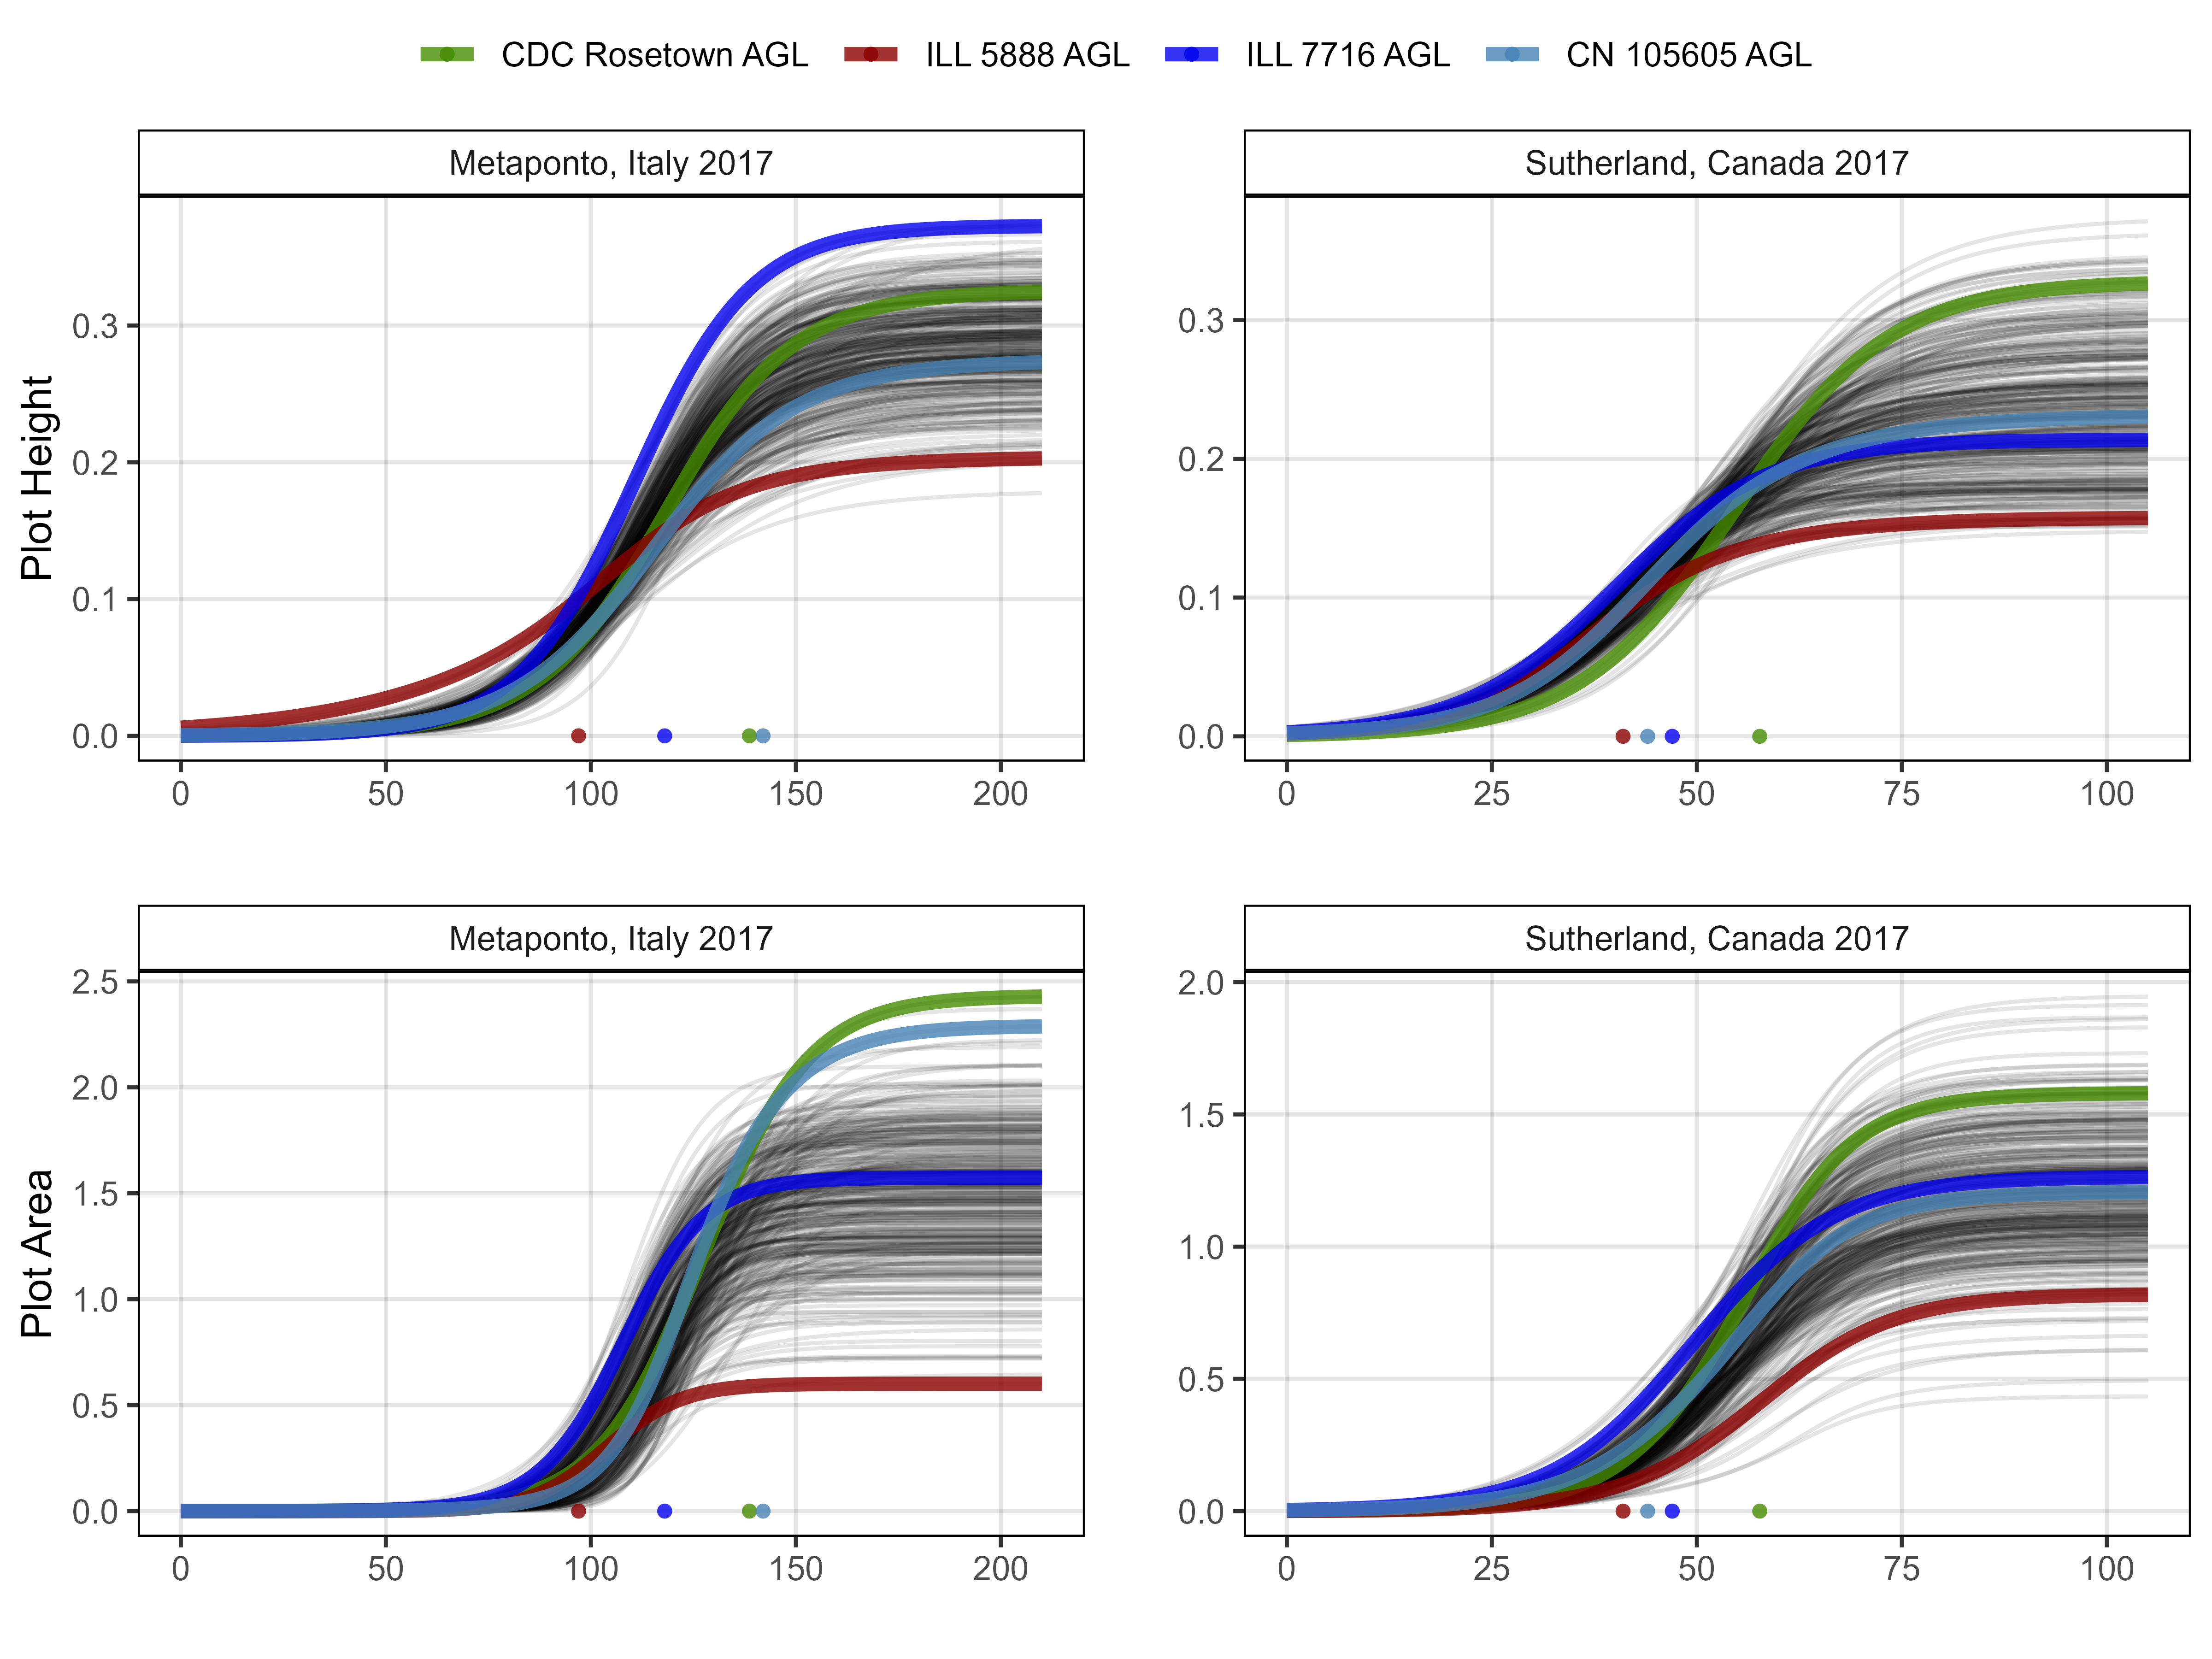 CDC Rosetown AGL ILL 5888 AGL ILL 7716 AGL CN 105605 AGL
Metaponto, Italy 2017
Plot Height
0.3
0.2
0.1
0.0
0 50 100 150 200
Sutherland, Canada 2017
0.3
0.2
0.1
0.0
0 25 50 75 100
Metaponto, Italy 2017
Plot Area
2.5
2.0
1.5
1.0
0.5
0.0
0 50 100 150 200
Sutherland, Canada 2017
2.0
1.5
1.0
0.5
0.0
0 25 50 75 100